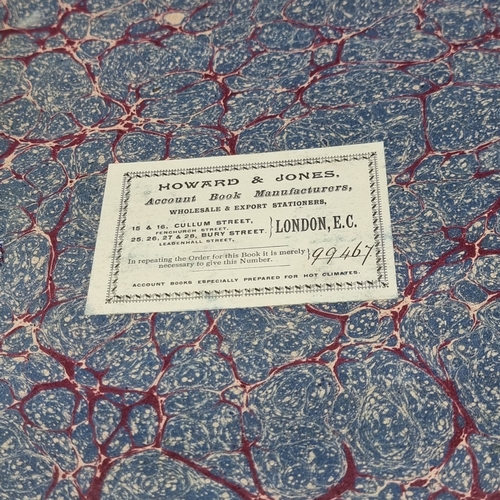 HOWARD & JONES,
Account Book Manufacturers,
WHOLESALE & EXPORT STATIONERS,
15 & 16, CULLUM STREET,
FENCHURCH STREET,
25, 26, 27 & 28, BURY STREET.
LEADENHALL STREET,
LONDON, E.C.
In repeating the Order for this Book it is merely
necessary to give this Number.
99467
ACCOUNT BOOKS ESPECIALLY PREPARED FOR HOT CLIMATES.